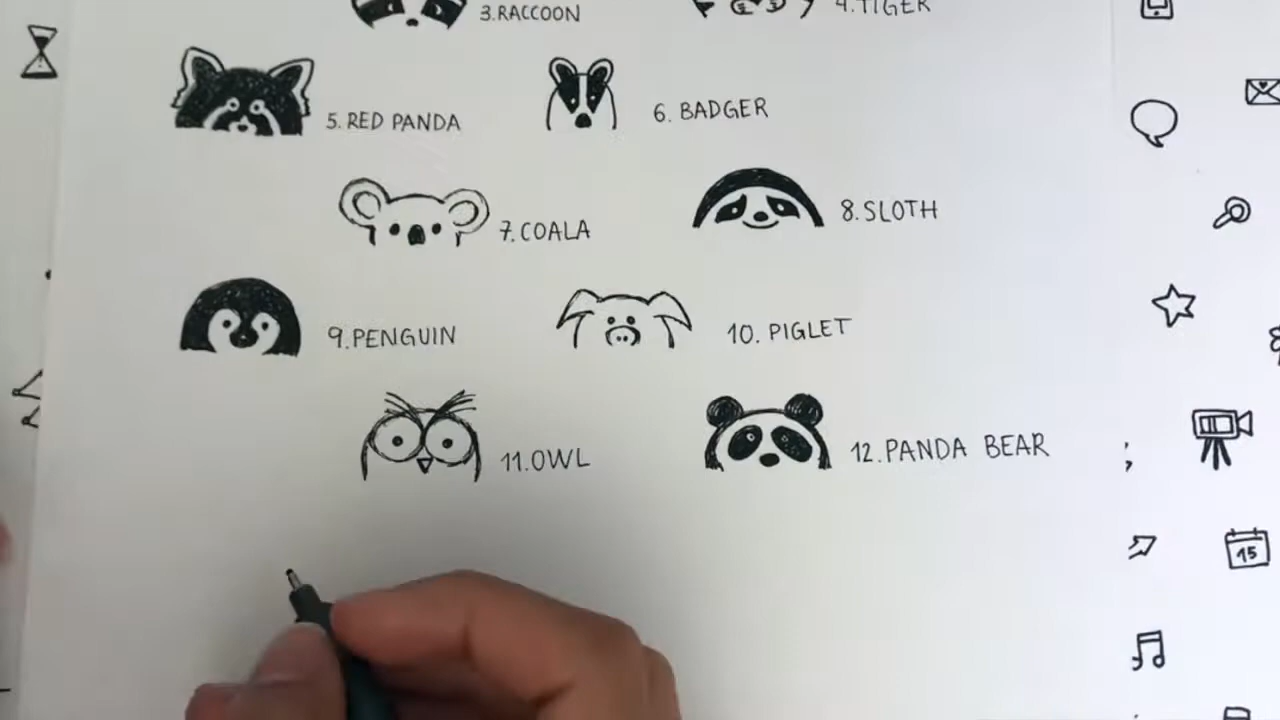 3.RACCOON
4.TIGER
5. RED PANDA
6. BADGER
7.COALA
8.SLOTH
9.PENGUIN
10. PIGLET
11.OWL
12.PANDA BEAR
15